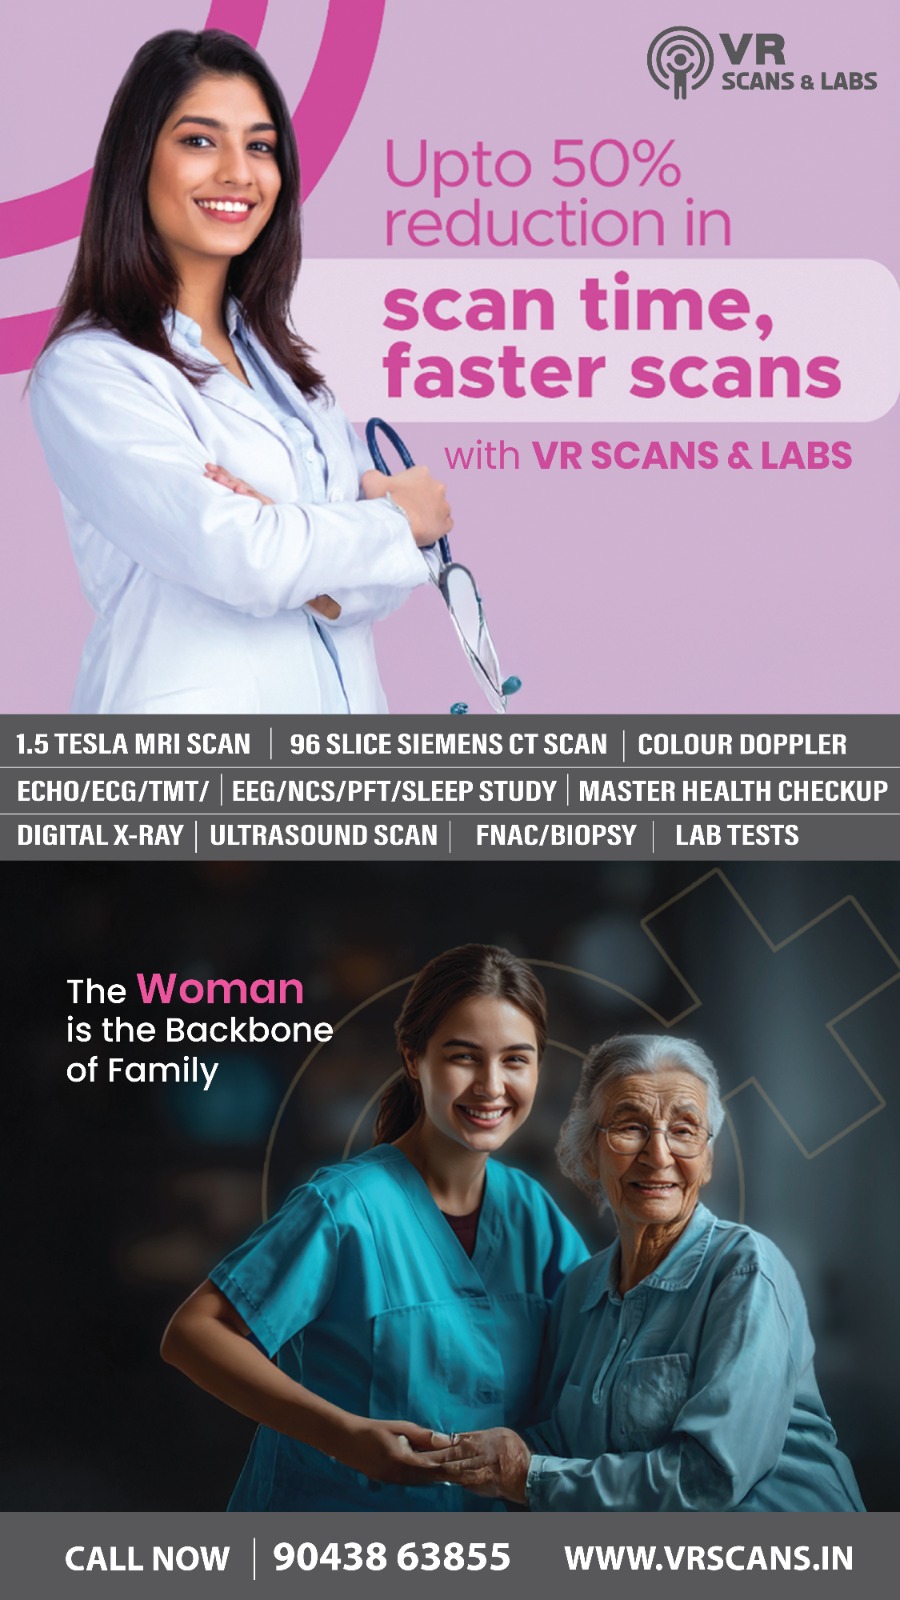 VR
SCANS & LABS
Upto 50%
reduction in
scan time,
faster scans
with VR SCANS & LABS
1.5 TESLA MRI SCAN | 96 SLICE SIEMENS CT SCAN | COLOUR DOPPLER
ECHO/ECG/TMT/ | EEG/NCS/PFT/SLEEP STUDY | MASTER HEALTH CHECKUP
DIGITAL X-RAY | ULTRASOUND SCAN | FNAC/BIOPSY | LAB TESTS
The Woman
is the Backbone
of Family
CALL NOW | 90438 63855 WWW.VRSCANS.IN